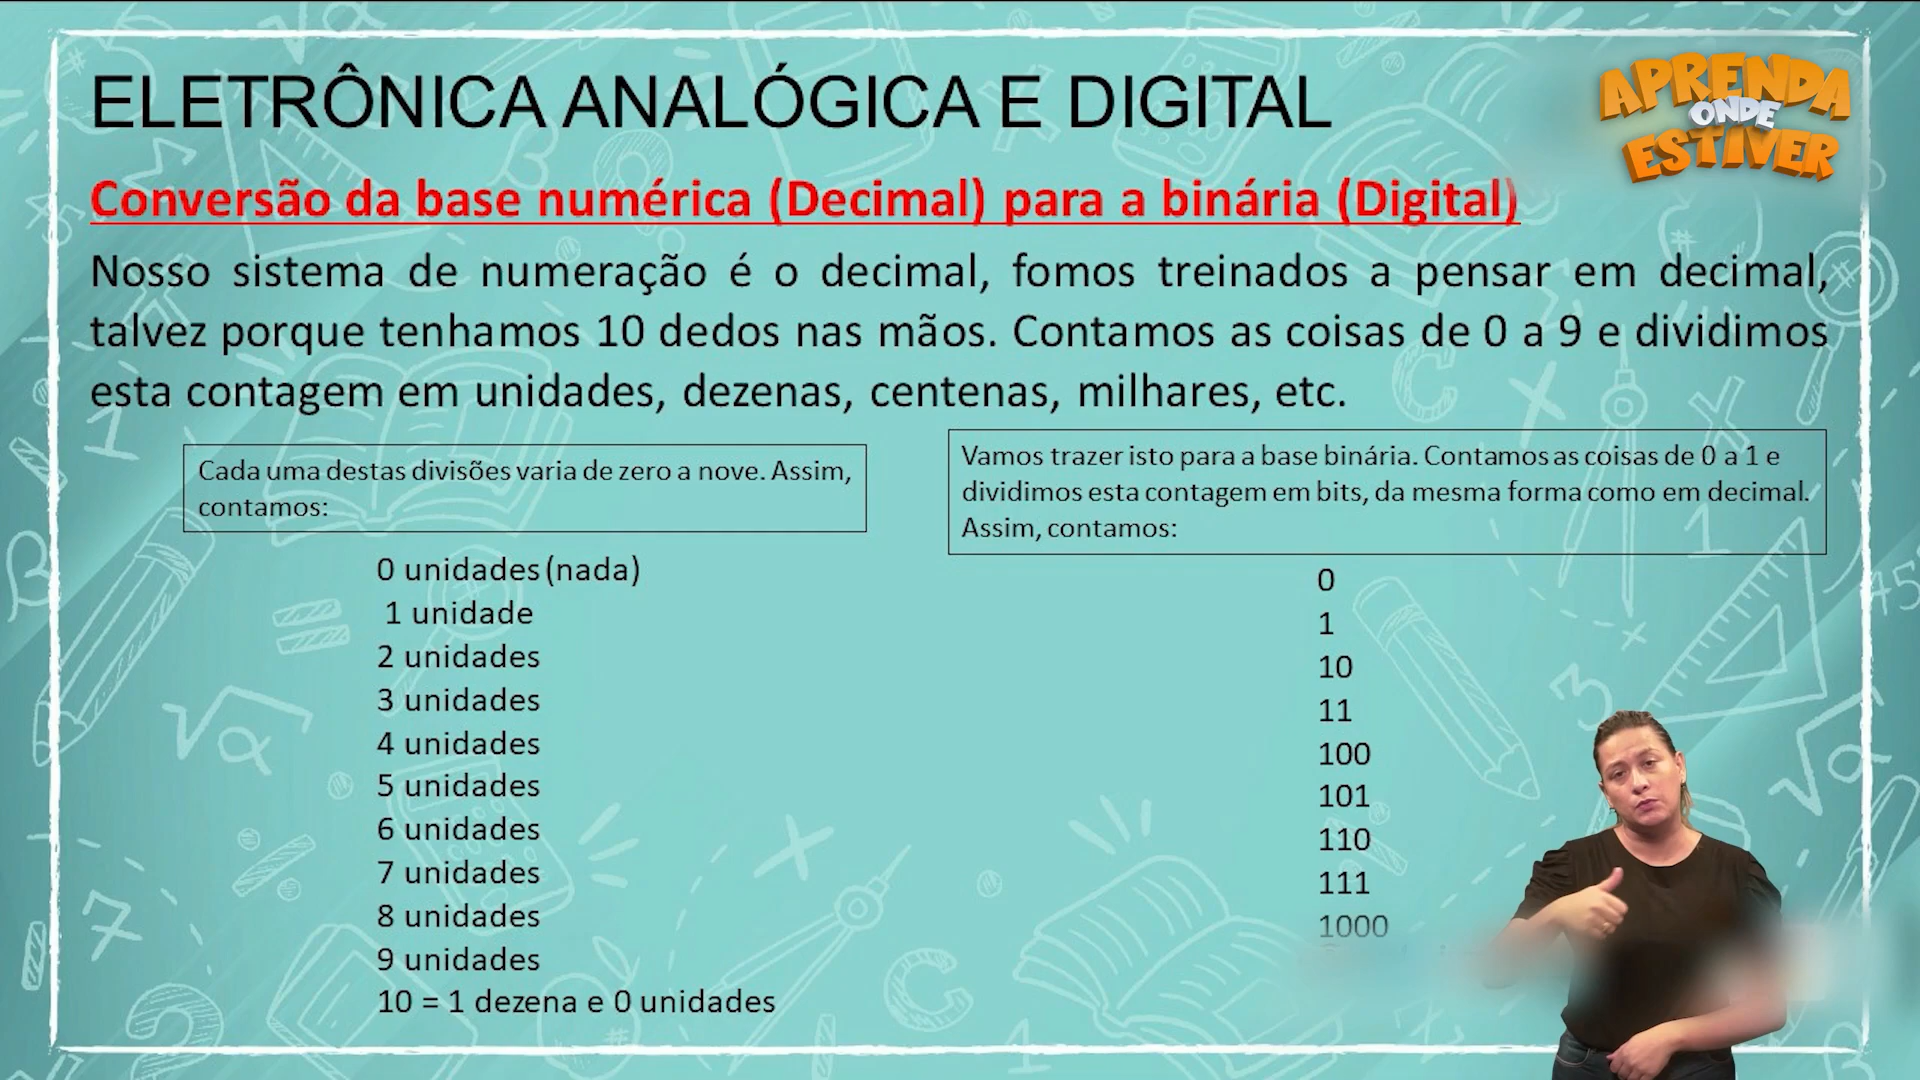 ELETRÔNICA ANALÓGICA E DIGITAL
APRENDA
ONDE
ESTIVER
Conversão da base numérica (Decimal) para a binária (Digital)
Nosso sistema de numeração é o decimal, fomos treinados a pensar em decimal,
talvez porque tenhamos 10 dedos nas mãos. Contamos as coisas de 0 a 9 e dividimos
esta contagem em unidades, dezenas, centenas, milhares, etc.
Cada uma destas divisões varia de zero a nove. Assim,
contamos:
0 unidades (nada)
1 unidade
2 unidades
3 unidades
4 unidades
5 unidades
6 unidades
7 unidades
8 unidades
9 unidades
10 = 1 dezena e 0 unidades
Vamos trazer isto para a base binária. Contamos as coisas de 0 a 1 e
dividimos esta contagem em bits, da mesma forma como em decimal.
Assim, contamos:
0
1
10
11
100
101
110
111
1000